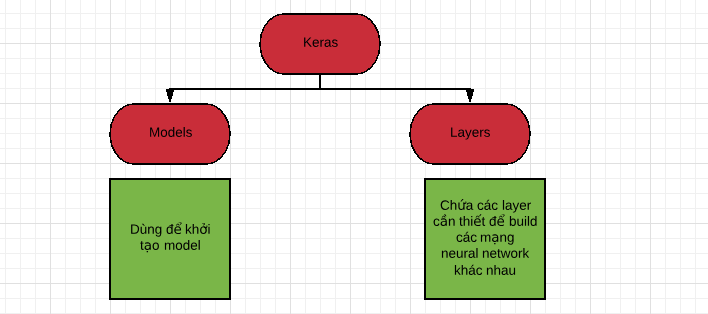 Keras
Models
Layers
Dùng để khởi
tạo model
Chứa các layer
cần thiết để build
các mạng
neural network
khác nhau